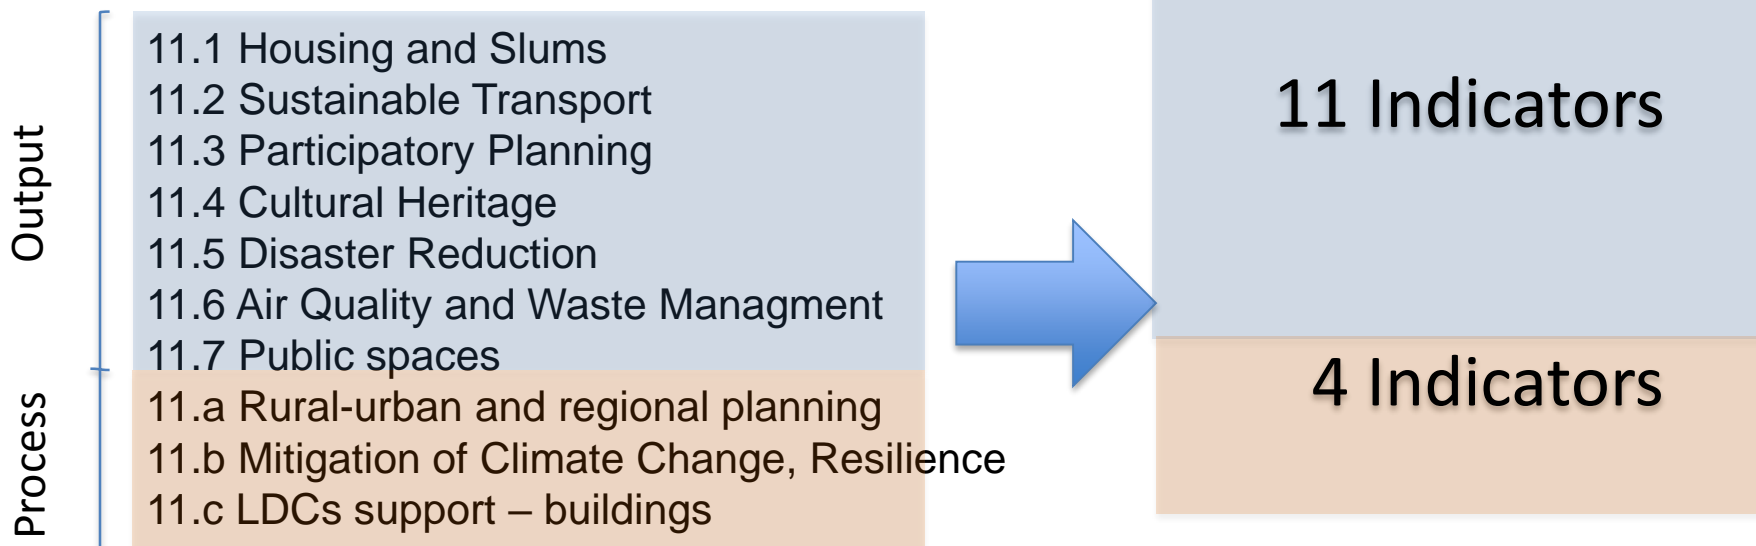 Output
11.1 Housing and Slums
11.2 Sustainable Transport
11.3 Participatory Planning
11.4 Cultural Heritage
11.5 Disaster Reduction
11.6 Air Quality and Waste Managment
11.7 Public spaces
Process
11.a Rural-urban and regional planning
11.b Mitigation of Climate Change, Resilience
11.c LDCs support – buildings
11 Indicators
4 Indicators